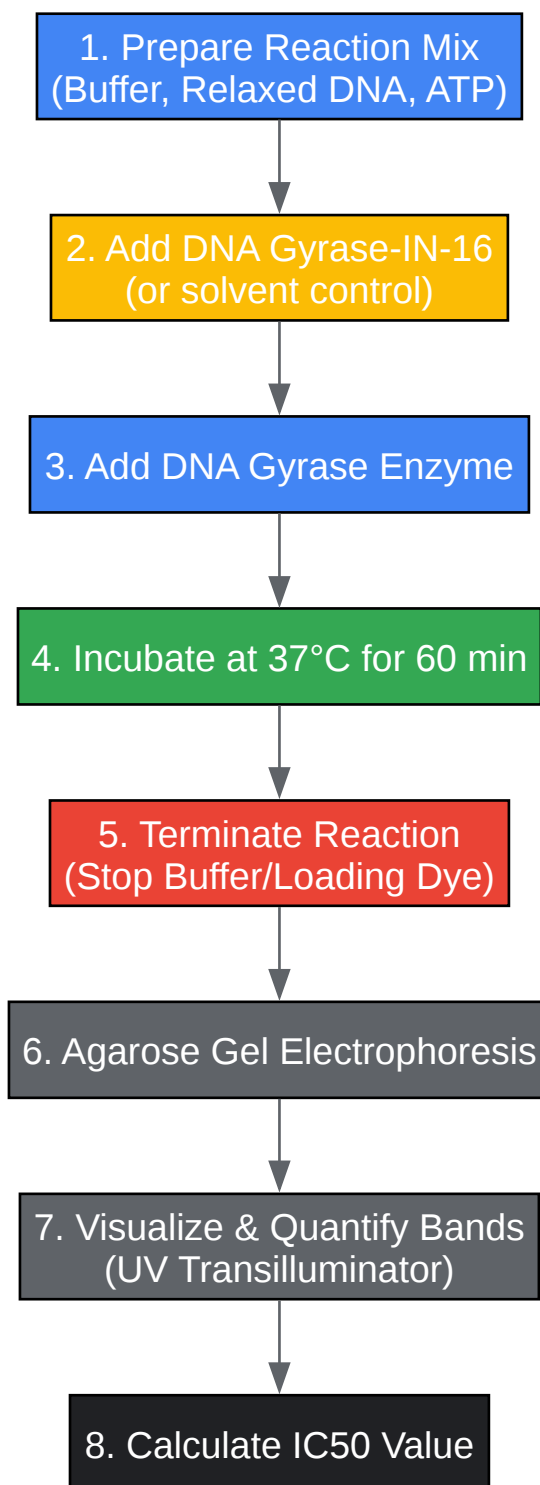 1. Prepare Reaction Mix
(Buffer, Relaxed DNA, ATP)
2. Add DNA Gyrase-IN-16
(or solvent control)
3. Add DNA Gyrase Enzyme
4. Incubate at 37°C for 60 min
5. Terminate Reaction
(Stop Buffer/Loading Dye)
6. Agarose Gel Electrophoresis
7. Visualize & Quantify Bands
(UV Transilluminator)
8. Calculate IC50 Value